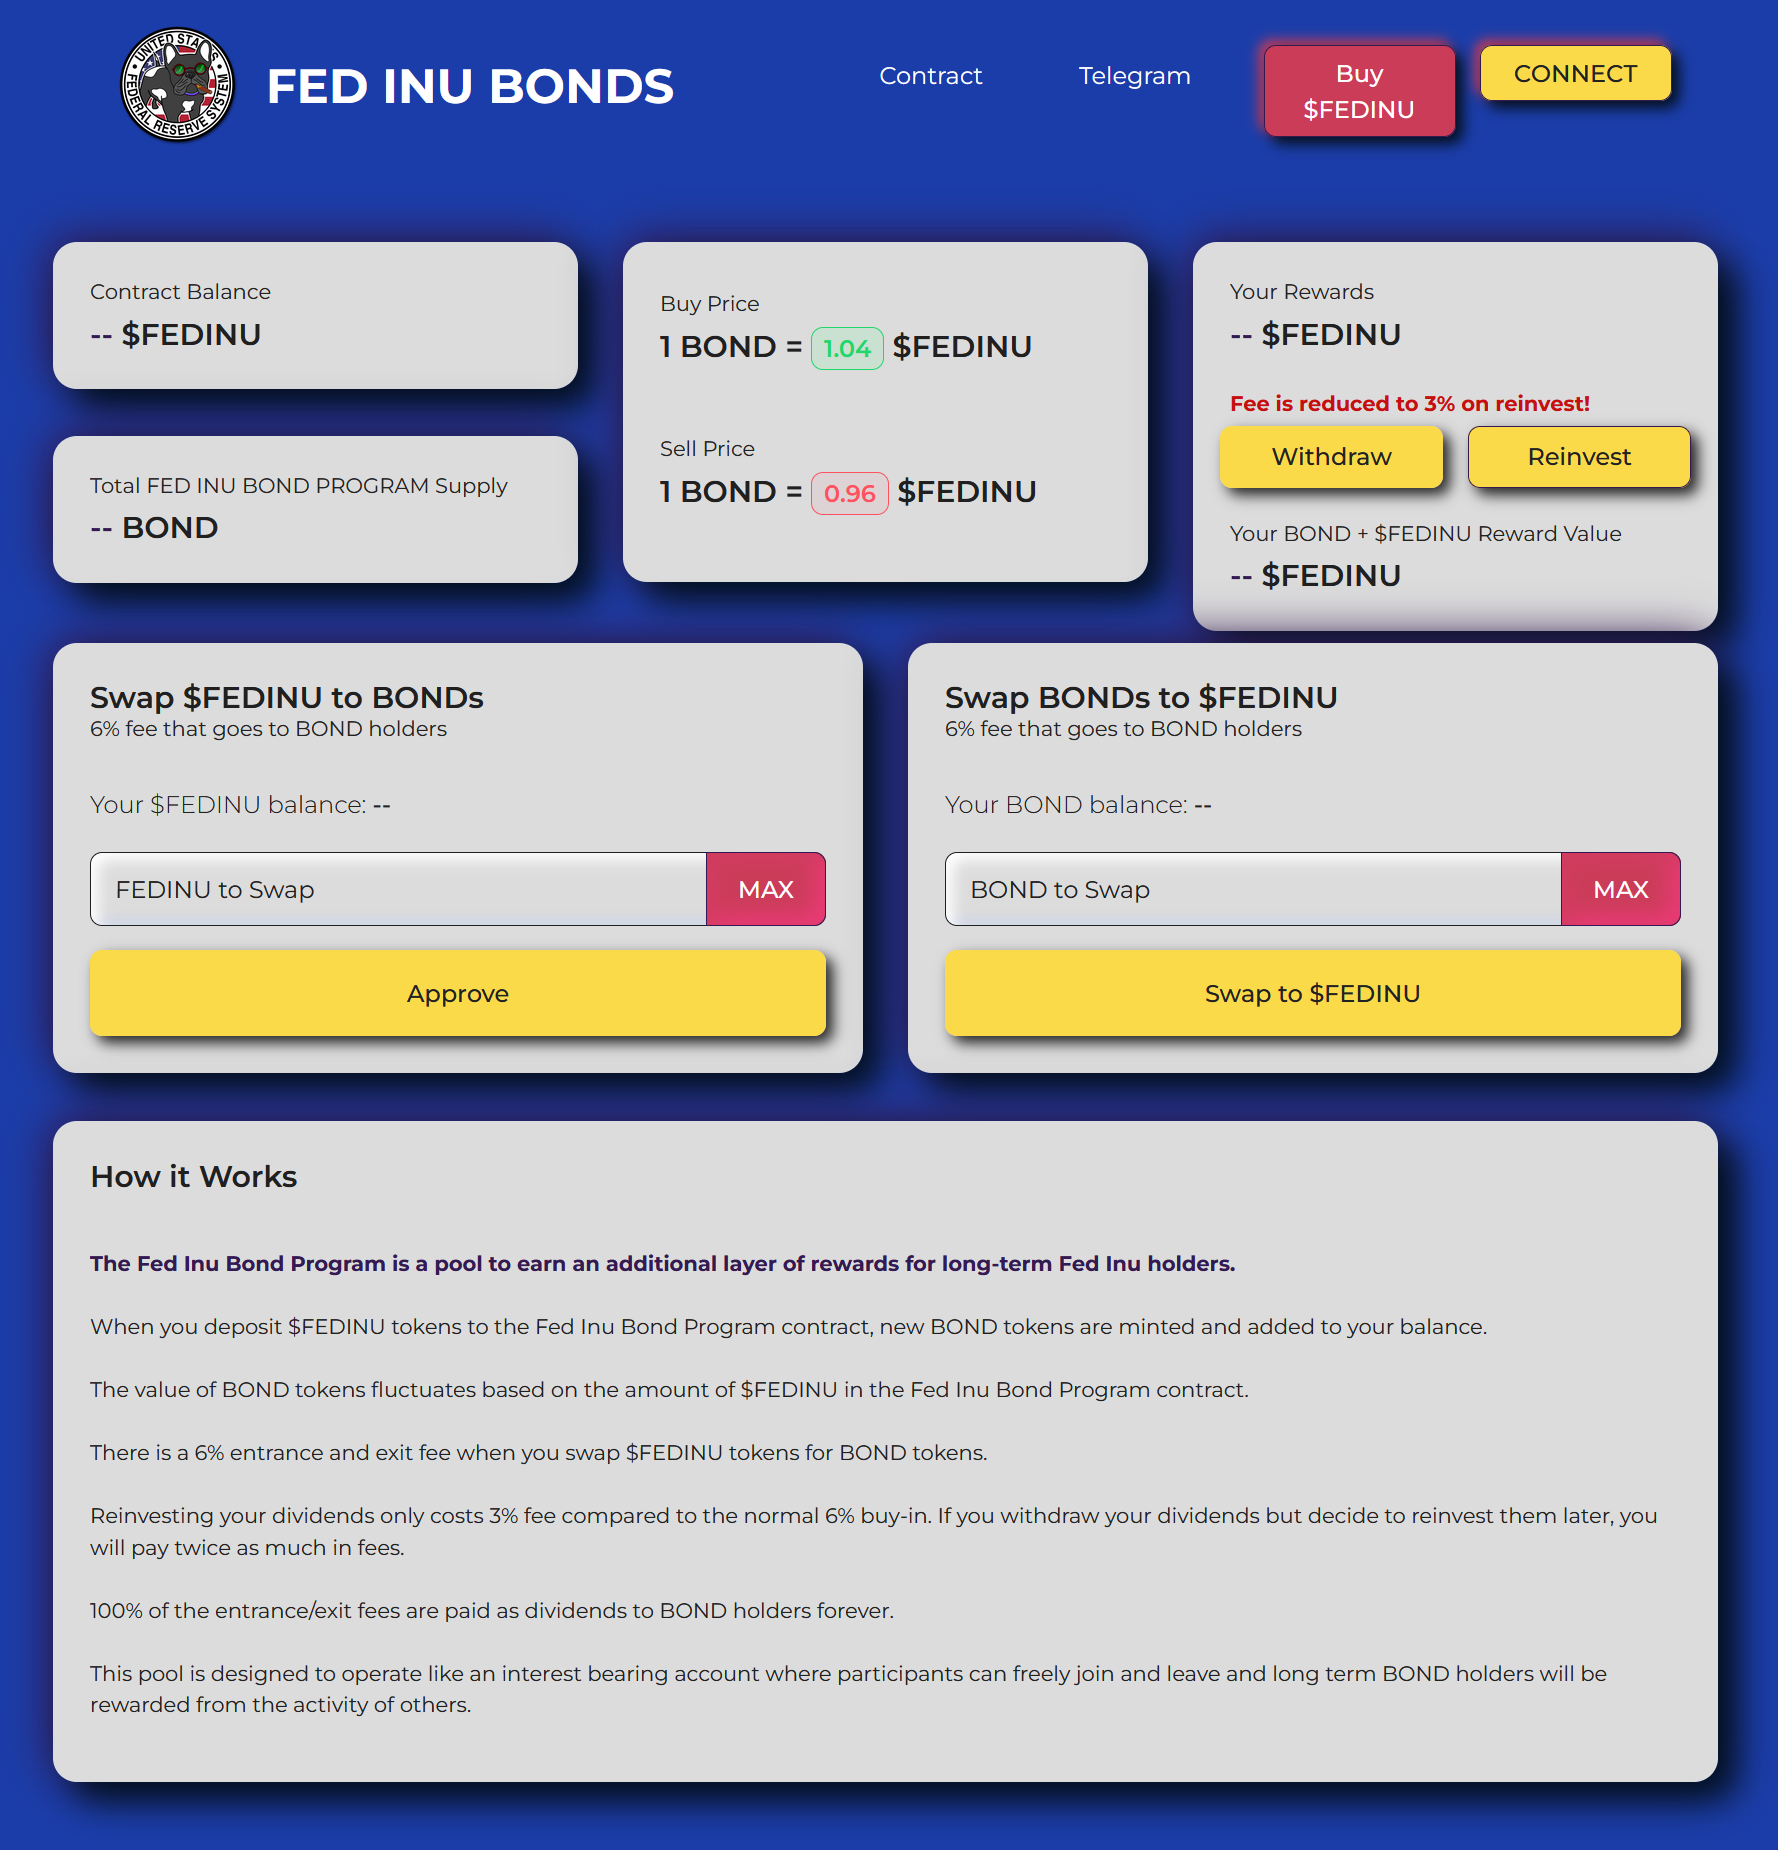 UNITED STATES
FEDERAL RESERVE SYSTEM
FED INU BONDS
Contract
Telegram
Buy
$FEDINU
CONNECT
Contract Balance
-- $FEDINU
Total FED INU BOND PROGRAM Supply
-- BOND
Buy Price
1 BOND = 1.04 $FEDINU
Sell Price
1 BOND = 0.96 $FEDINU
Your Rewards
-- $FEDINU
Fee is reduced to 3% on reinvest!
Withdraw
Reinvest
Your BOND + $FEDINU Reward Value
-- $FEDINU
Swap $FEDINU to BONDs
6% fee that goes to BOND holders
Your $FEDINU balance: --
FEDINU to Swap
MAX
Approve
Swap BONDs to $FEDINU
6% fee that goes to BOND holders
Your BOND balance: --
BOND to Swap
MAX
Swap to $FEDINU
How it Works
The Fed Inu Bond Program is a pool to earn an additional layer of rewards for long-term Fed Inu holders.
When you deposit $FEDINU tokens to the Fed Inu Bond Program contract, new BOND tokens are minted and added to your balance.
The value of BOND tokens fluctuates based on the amount of $FEDINU in the Fed Inu Bond Program contract.
There is a 6% entrance and exit fee when you swap $FEDINU tokens for BOND tokens.
Reinvesting your dividends only costs 3% fee compared to the normal 6% buy-in. If you withdraw your dividends but decide to reinvest them later, you
will pay twice as much in fees.
100% of the entrance/exit fees are paid as dividends to BOND holders forever.
This pool is designed to operate like an interest bearing account where participants can freely join and leave and long term BOND holders will be
rewarded from the activity of others.